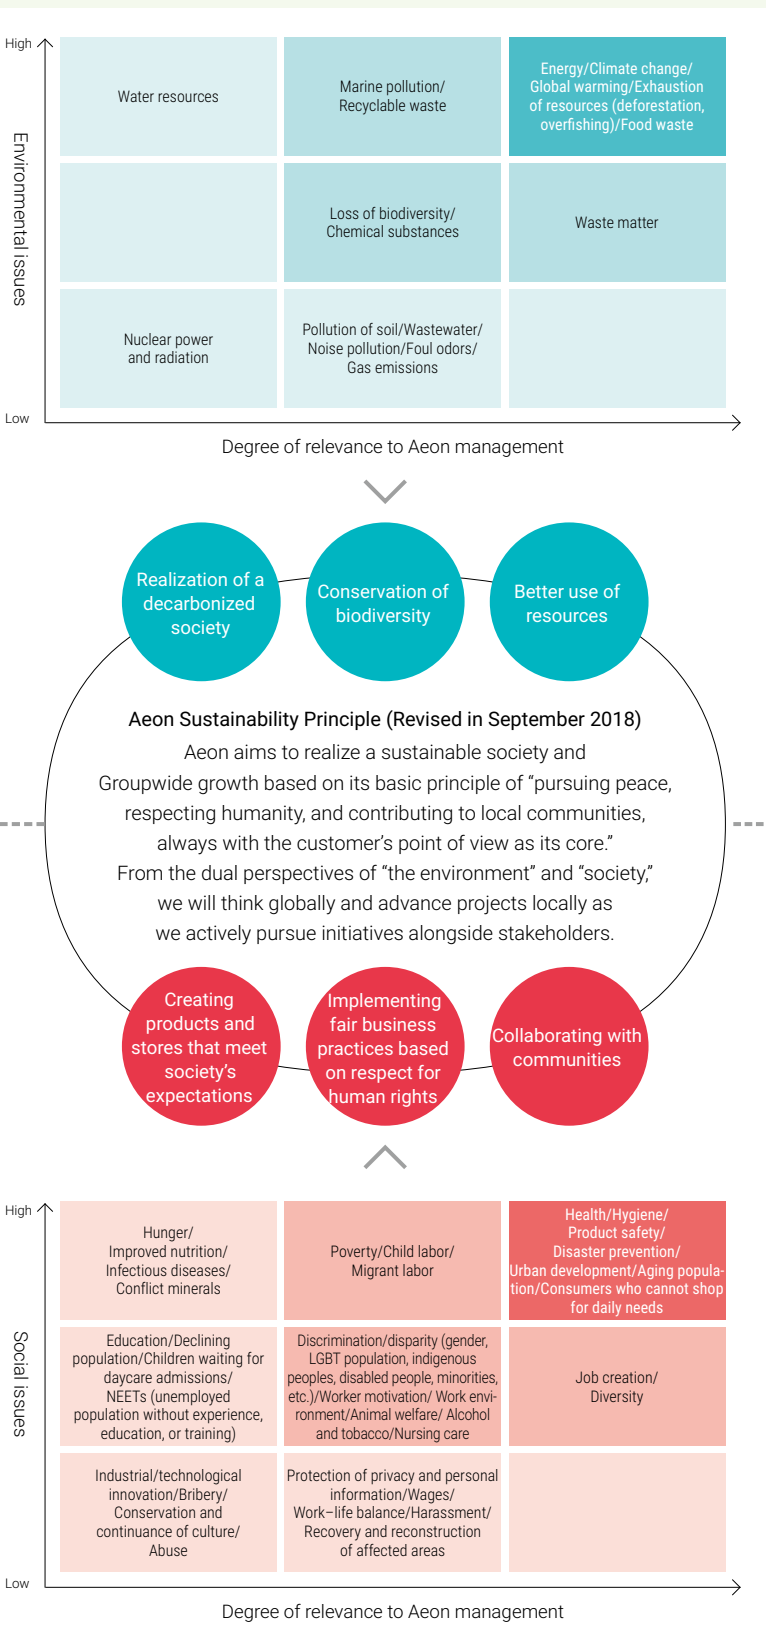 High
Environmental issues
Water resources
Marine pollution/
Recyclable waste
Energy/Climate change/
Global warming/Exhaustion
of resources (deforestation,
overfishing)/Food waste
Loss of biodiversity/
Chemical substances
Waste matter
Nuclear power
and radiation
Pollution of soil/Wastewater/
Noise pollution/Foul odors/
Gas emissions
Low
Degree of relevance to Aeon management
Realization of a
decarbonized
society
Conservation of
biodiversity
Better use of
resources
Aeon Sustainability Principle (Revised in September 2018)
Aeon aims to realize a sustainable society and
Groupwide growth based on its basic principle of “pursuing peace,
respecting humanity, and contributing to local communities,
always with the customer’s point of view as its core.”
From the dual perspectives of “the environment” and “society,”
we will think globally and advance projects locally as
we actively pursue initiatives alongside stakeholders.
Creating
products and
stores that meet
society’s
expectations
Implementing
fair business
practices based
on respect for
human rights
Collaborating with
communities
High
Social issues
Hunger/
Improved nutrition/
Infectious diseases/
Conflict minerals
Poverty/Child labor/
Migrant labor
Health/Hygiene/
Product safety/
Disaster prevention/
Urban development/Aging popula-
tion/Consumers who cannot shop
for daily needs
Education/Declining
population/Children waiting for
daycare admissions/
NEETs (unemployed
population without experience,
education, or training)
Discrimination/disparity (gender,
LGBT population, indigenous
peoples, disabled people, minorities,
etc.)/Worker motivation/ Work envi-
ronment/Animal welfare/ Alcohol
and tobacco/Nursing care
Job creation/
Diversity
Industrial/technological
innovation/Bribery/
Conservation and
continuance of culture/
Abuse
Protection of privacy and personal
information/Wages/
Work–life balance/Harassment/
Recovery and reconstruction
of affected areas
Low
Degree of relevance to Aeon management